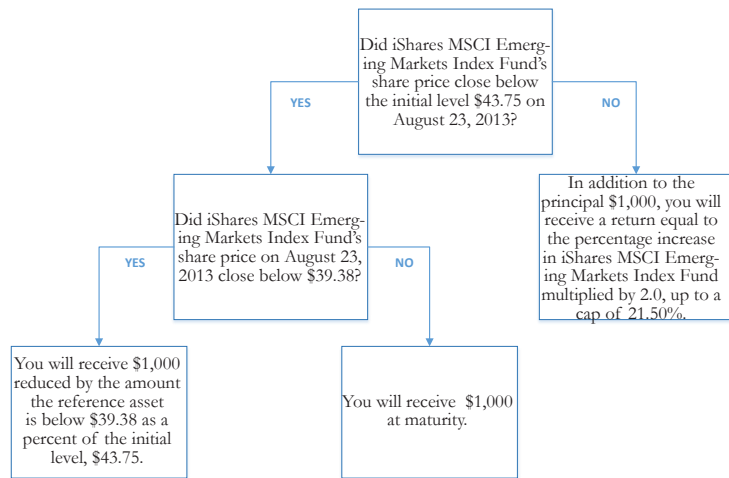 Did iShares MSCI Emerg-
ing Markets Index Fund's
share price close below
the initial level $43.75 on
August 23, 2013?
YES
NO
Did iShares MSCI Emerg-
ing Markets Index Fund's
share price on August 23,
2013 close below $39.38?
In addition to the
principal $1,000, you will
receive a return equal to
the percentage increase
in iShares MSCI Emerg-
ing Markets Index Fund
multiplied by 2.0, up to a
cap of 21.50%.
YES
NO
You will receive $1,000
reduced by the amount
the reference asset
is below $39.38 as a
percent of the initial
level, $43.75.
You will receive $1,000
at maturity.